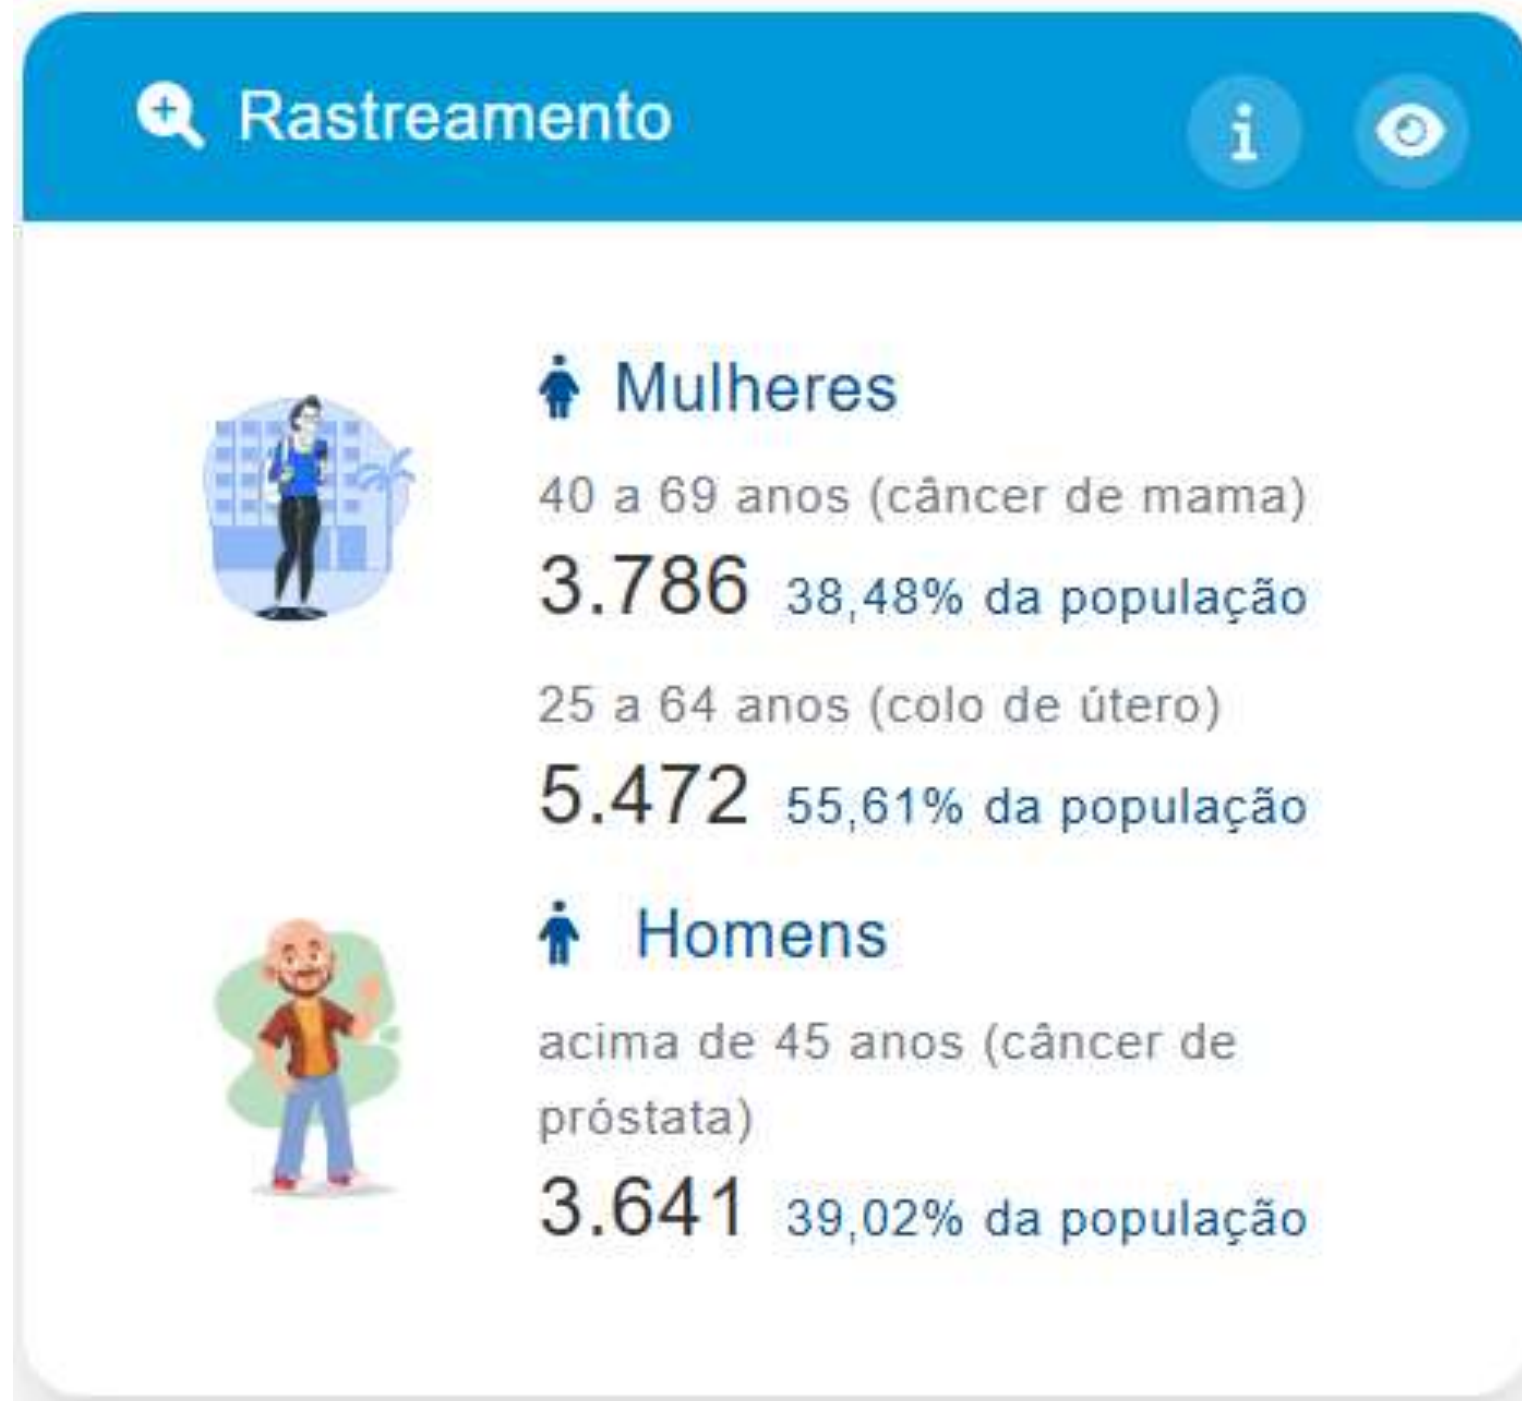 Rastreamento
Mulheres
40 a 69 anos (câncer de mama)
3.786 38,48% da população
25 a 64 anos (colo de útero)
5.472 55,61% da população
Homens
acima de 45 anos (câncer de
próstata)
3.641 39,02% da população